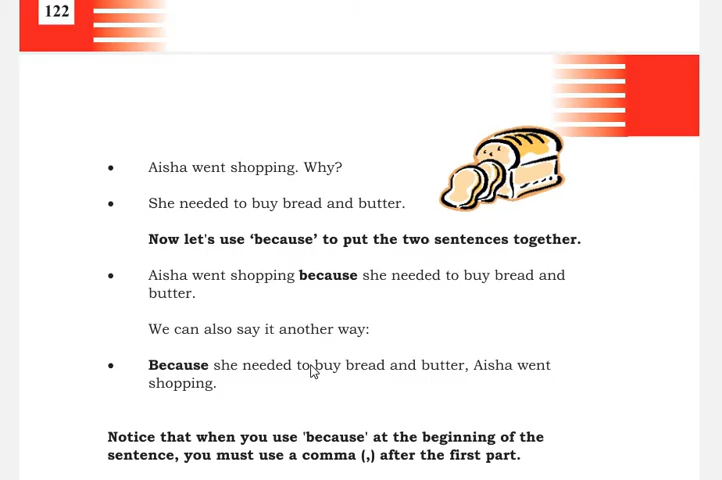 122
• Aisha went shopping. Why?
• She needed to buy bread and butter.
Now let's use ‘because’ to put the two sentences together.
• Aisha went shopping because she needed to buy bread and
butter.
We can also say it another way:
• Because she needed to buy bread and butter, Aisha went
shopping.
Notice that when you use 'because' at the beginning of the
sentence, you must use a comma (,) after the first part.